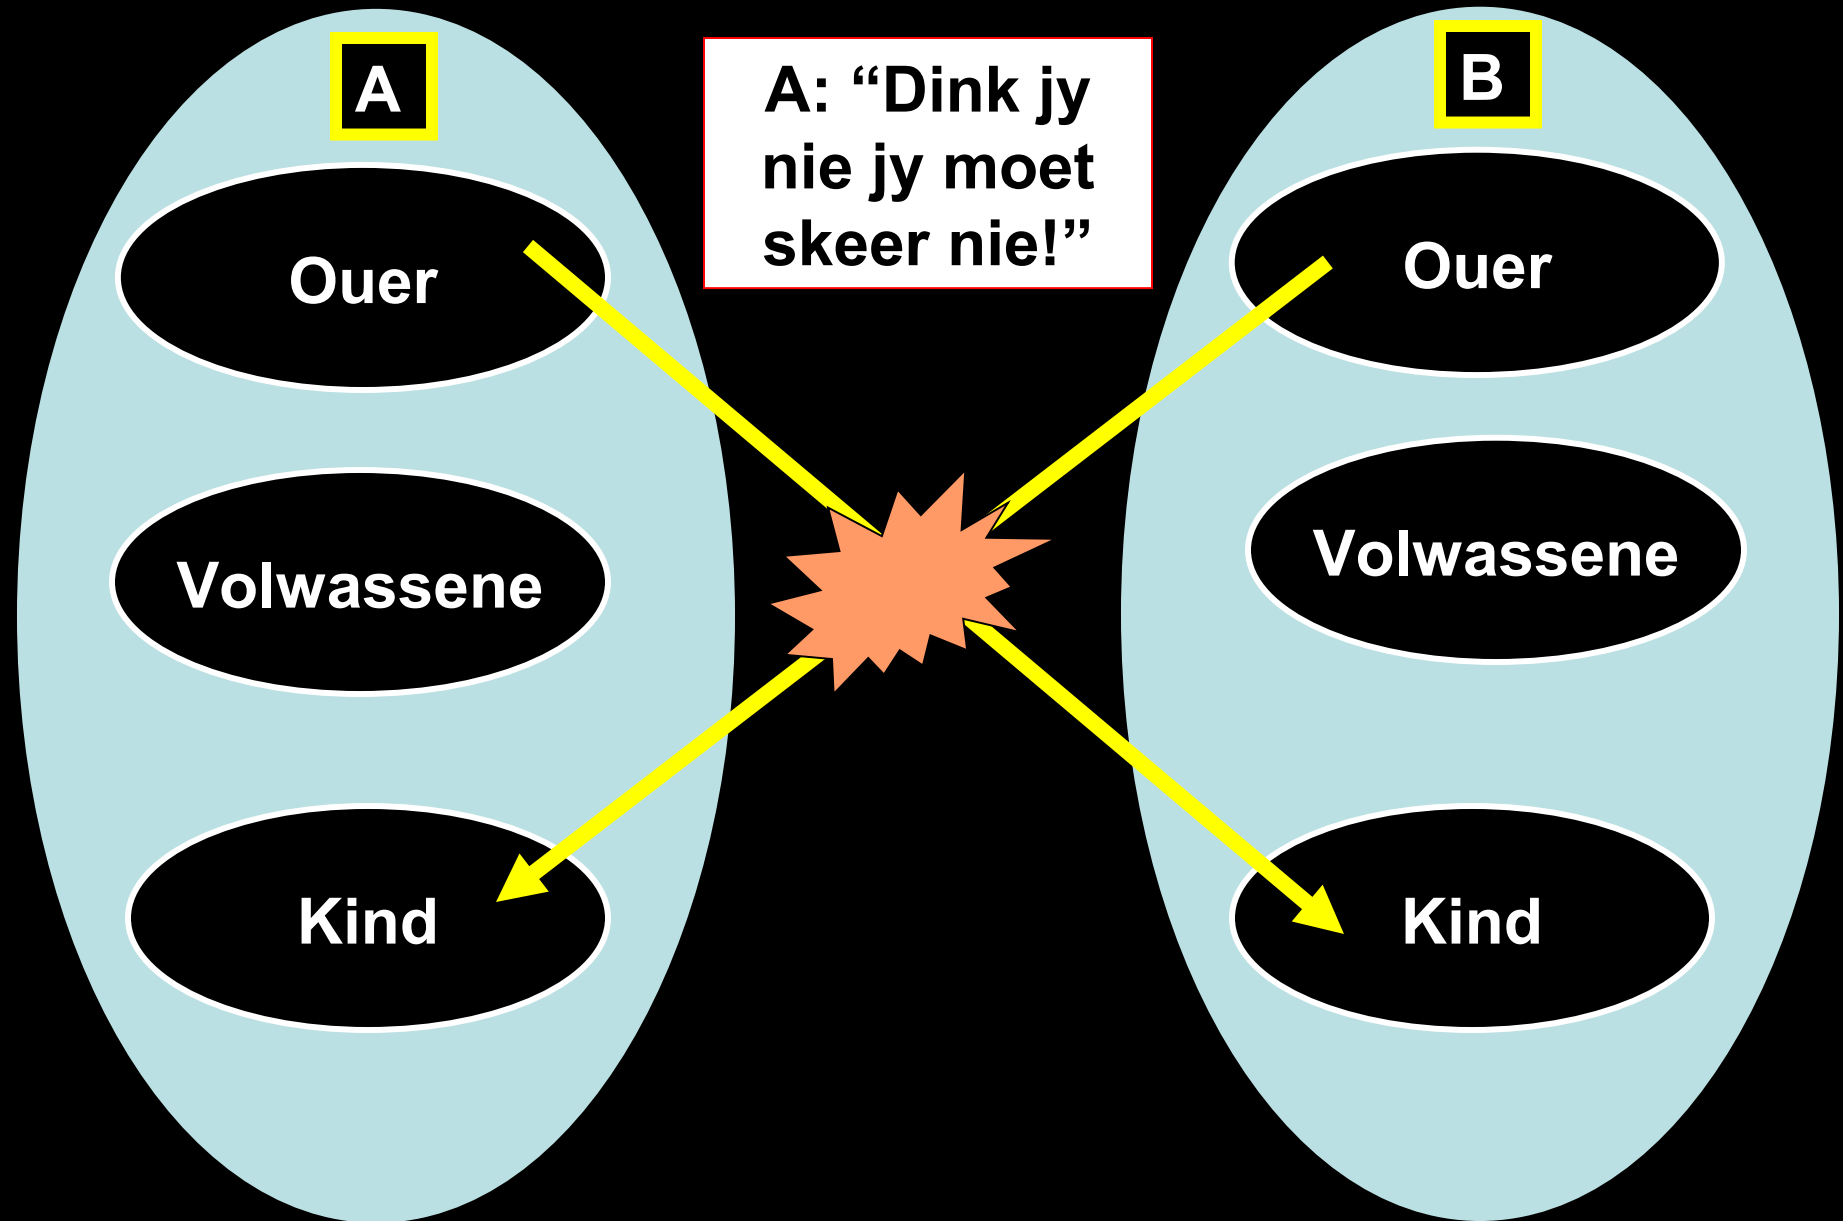 A
B
A: “Dink jy
nie jy moet
skeer nie!”
Ouer
Ouer
Volwassene
Volwassene
Kind
Kind